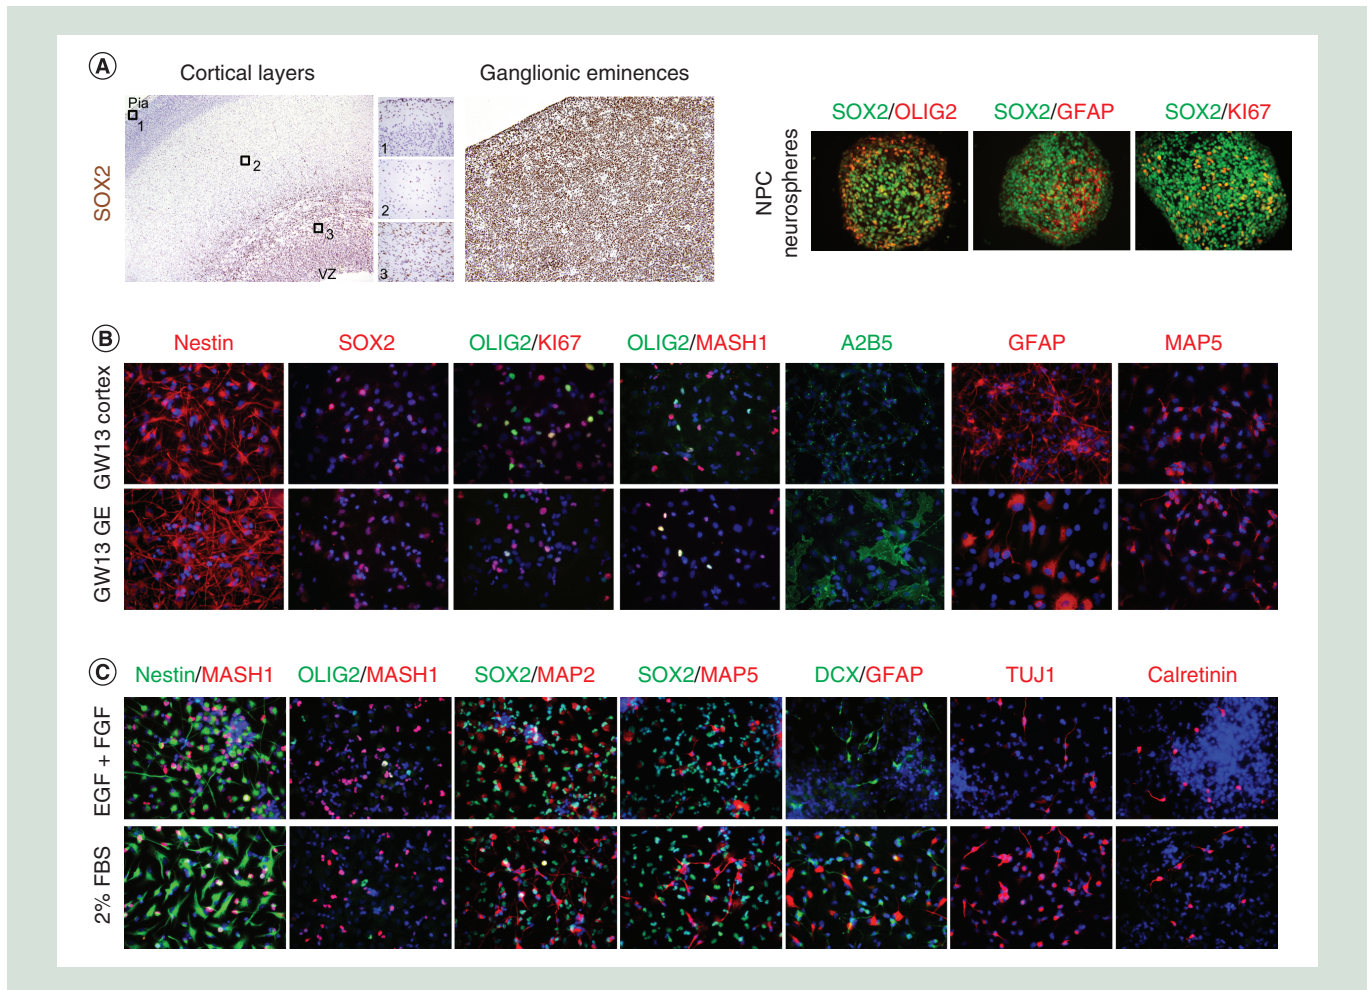 A
Cortical layers
Ganglionic eminences
SOX2/OLIG2
SOX2/GFAP
SOX2/KI67
SOX2
Pia
1
2
3
VZ
1
2
3
NPC
neurospheres
B
Nestin
SOX2
OLIG2/KI67
OLIG2/MASH1
A2B5
GFAP
MAP5
GW13 cortex
GW13 GE
C
Nestin/MASH1
OLIG2/MASH1
SOX2/MAP2
SOX2/MAP5
DCX/GFAP
TUJ1
Calretinin
EGF + FGF
2% FBS